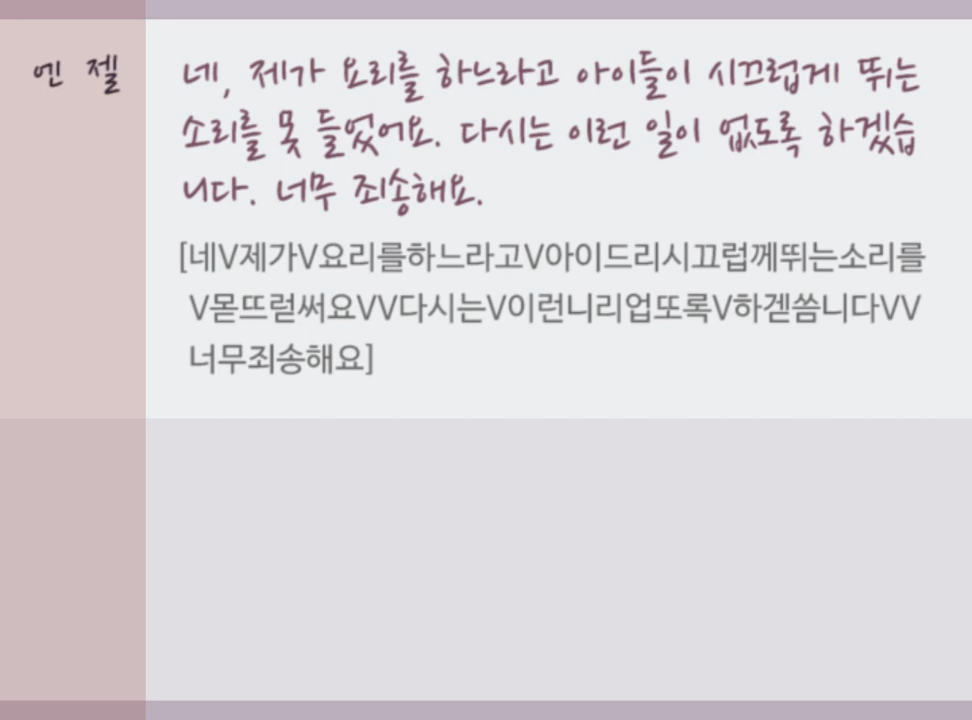 엔 젤
네, 제가 요리를 하느라고 아이들이 시끄럽게 뛰는
소리를 못 들었어요. 다시는 이런 일이 없도록 하겠습
니다. 너무 죄송해요.
[네V제가V요리를하느라고V아이드리시끄럽께뛰는소리를
V몯뜨럳써요VV다시는V이런니리업또록V하겓씀니다VV
너무죄송해요]